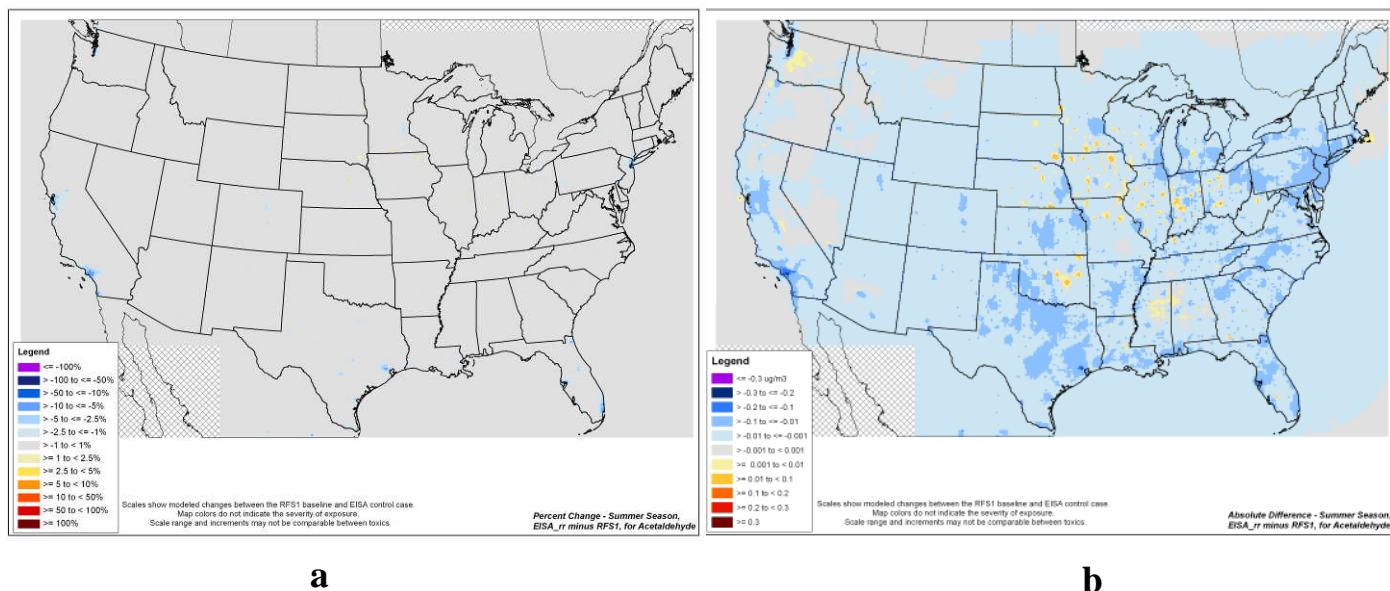 Legend
<= -100%
> -100 to <= -50%
> -50 to <= -10%
> -10 to <= -5%
> -5 to <= -2.5%
> -2.5 to <= -1%
> -1 to < 1%
>= 1 to < 2.5%
>= 2.5 to < 5%
>= 5 to < 10%
>= 10 to < 50%
>= 50 to < 100%
>= 100%
Scales show modeled changes between the RFS1 baseline and EISA control case.
Map colors do not indicate the severity of exposure.
Scale range and increments may not be comparable between toxics.
Percent Change - Summer Season,
EISA_rr minus RFS1, for Acetaldehyde
a
Legend
<= -0.3 ug/m3
> -0.3 to <= -0.2
> -0.2 to <= -0.1
> -0.1 to <= -0.01
> -0.01 to <= -0.001
> -0.001 to < 0.001
>= 0.001 to < 0.01
>= 0.01 to < 0.1
>= 0.1 to < 0.2
>= 0.2 to < 0.3
>= 0.3
Scales show modeled changes between the RFS1 baseline and EISA control case.
Map colors do not indicate the severity of exposure.
Scale range and increments may not be comparable between toxics.
Absolute Difference - Summer Season,
EISA_rr minus RFS1, for Acetaldehyde
b